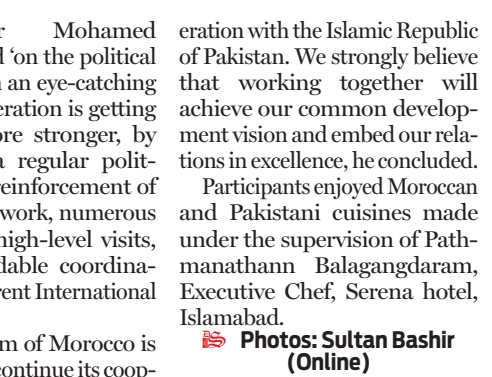 r Mohamed
‘on the political
an eye-catching
eration is getting
ore stronger, by
a regular polit-
reinforcement of
work, numerous
high-level visits,
dable coordina-
rent International
m of Morocco is
continue its coop-
eration with the Islamic Republic
of Pakistan. We strongly believe
that working together will
achieve our common develop-
ment vision and embed our rela-
tions in excellence, he concluded.
Participants enjoyed Moroccan
and Pakistani cuisines made
under the supervision of Path-
manathann Balagangdaram,
Executive Chef, Serena hotel,
Islamabad.
Photos: Sultan Bashir
(Online)